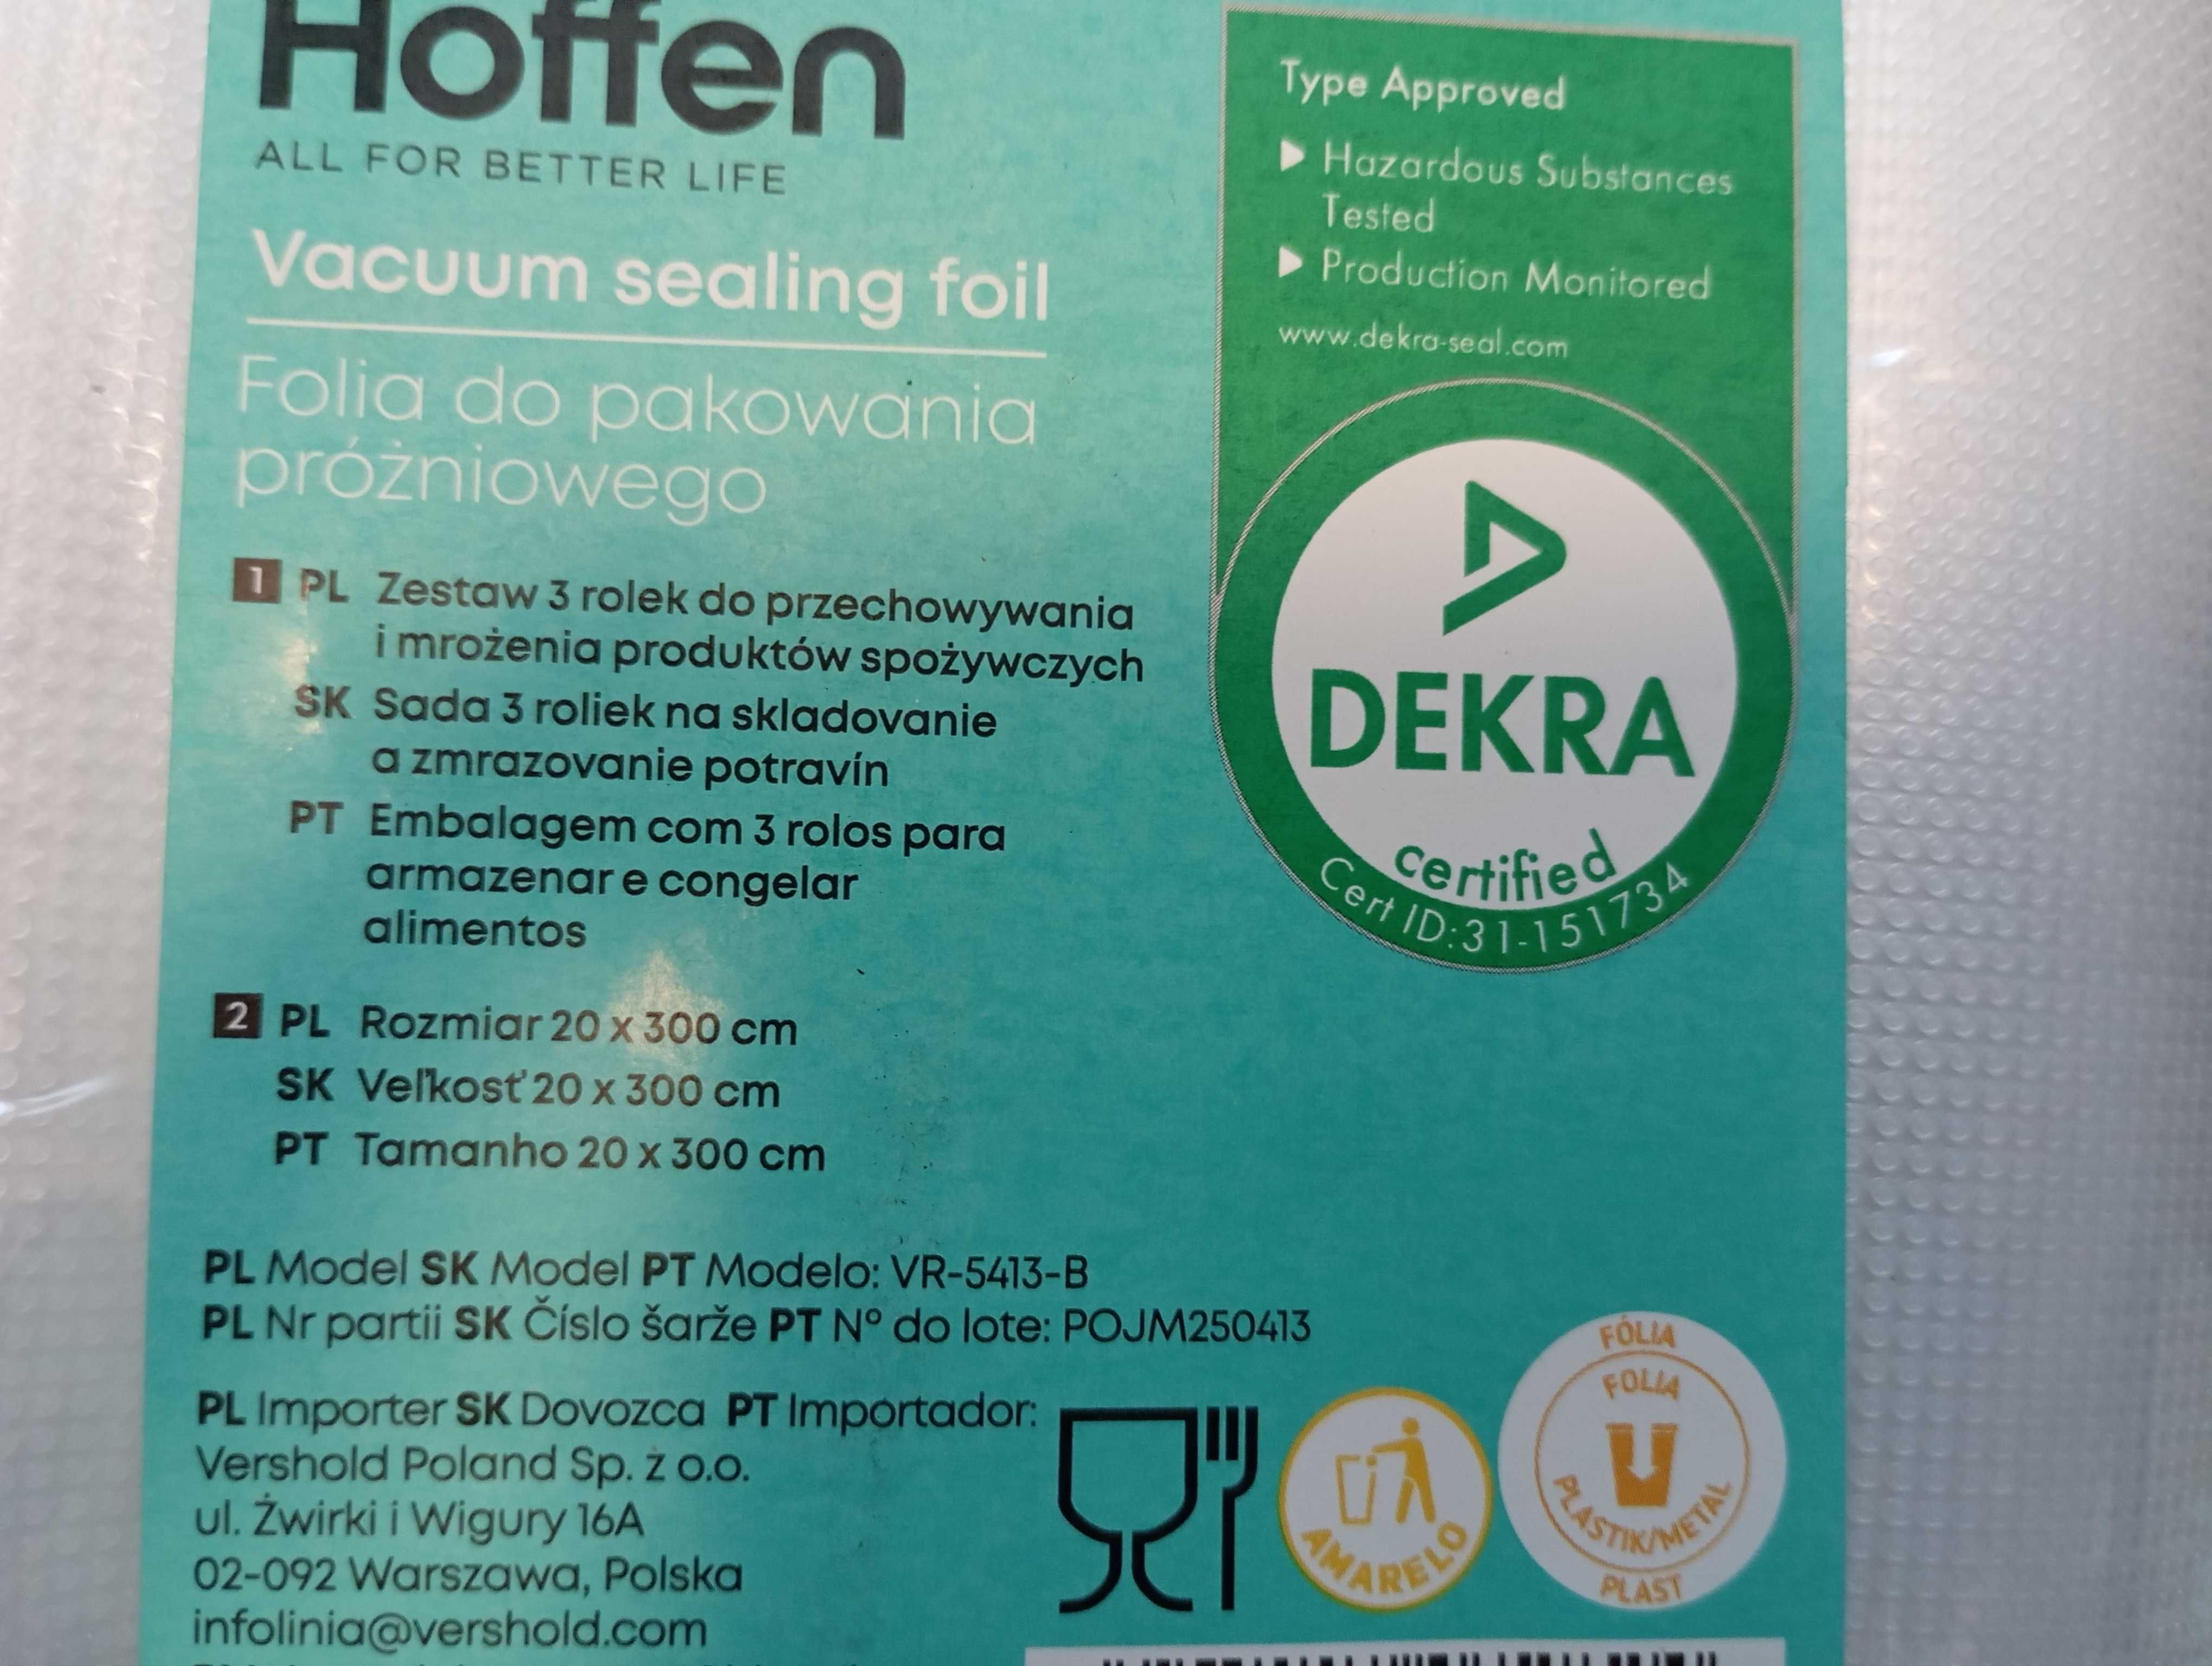 Hoffen
ALL FOR BETTER LIFE
Vacuum sealing foil
Folia do pakowania
próżniowego
1 PL Zestaw 3 rolek do przechowywania
i mrożenia produktów spożywczych
SK Sada 3 roliek na skladovanie
a zmrazovanie potravín
PT Embalagem com 3 rolos para
armazenar e congelar
alimentos
2 PL Rozmiar 20 x 300 cm
SK Veľkosť 20 x 300 cm
PT Tamanho 20 x 300 cm
PL Model SK Model PT Modelo: VR-5413-B
PL Nr partii SK Číslo šarže PT Nº do lote: POJM250413
PL Importer SK Dovozca PT Importador:
Vershold Poland Sp. z o.o.
ul. Żwirki i Wigury 16A
02-092 Warszawa, Polska
infolinia@vershold.com
Type Approved
Hazardous Substances
Tested
Production Monitored
www.dekra-seal.com
DEKRA
certified
Cert ID:31-151734
AMARELO
FÓLIA
FOLIA
PLASTIK/METAL
PLAST